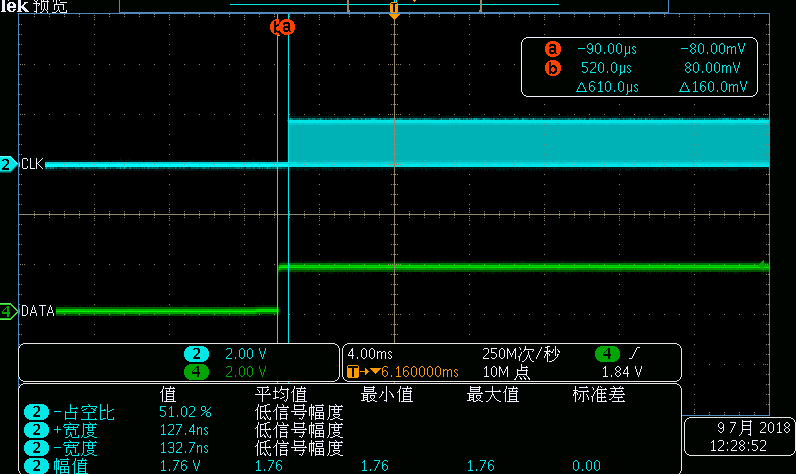 Tek 预览
T
b a
a -90.00µs -80.00mV
b 520.0µs 80.00mV
△610.0µs △160.0mV
2 CLK
4 DATA
2 2.00 V
4 2.00 V
4.00ms 250M次/秒 4
T→▼6.160000ms 10M 点 1.84 V
值 平均值 最小值 最大值 标准差
2 -占空比 51.02 % 低信号幅度
2 +宽度 127.4ns 低信号幅度
2 -宽度 132.7ns 低信号幅度
2 幅值 1.76 V 1.76 1.76 1.76 0.00
9 7月 2018
12:28:52